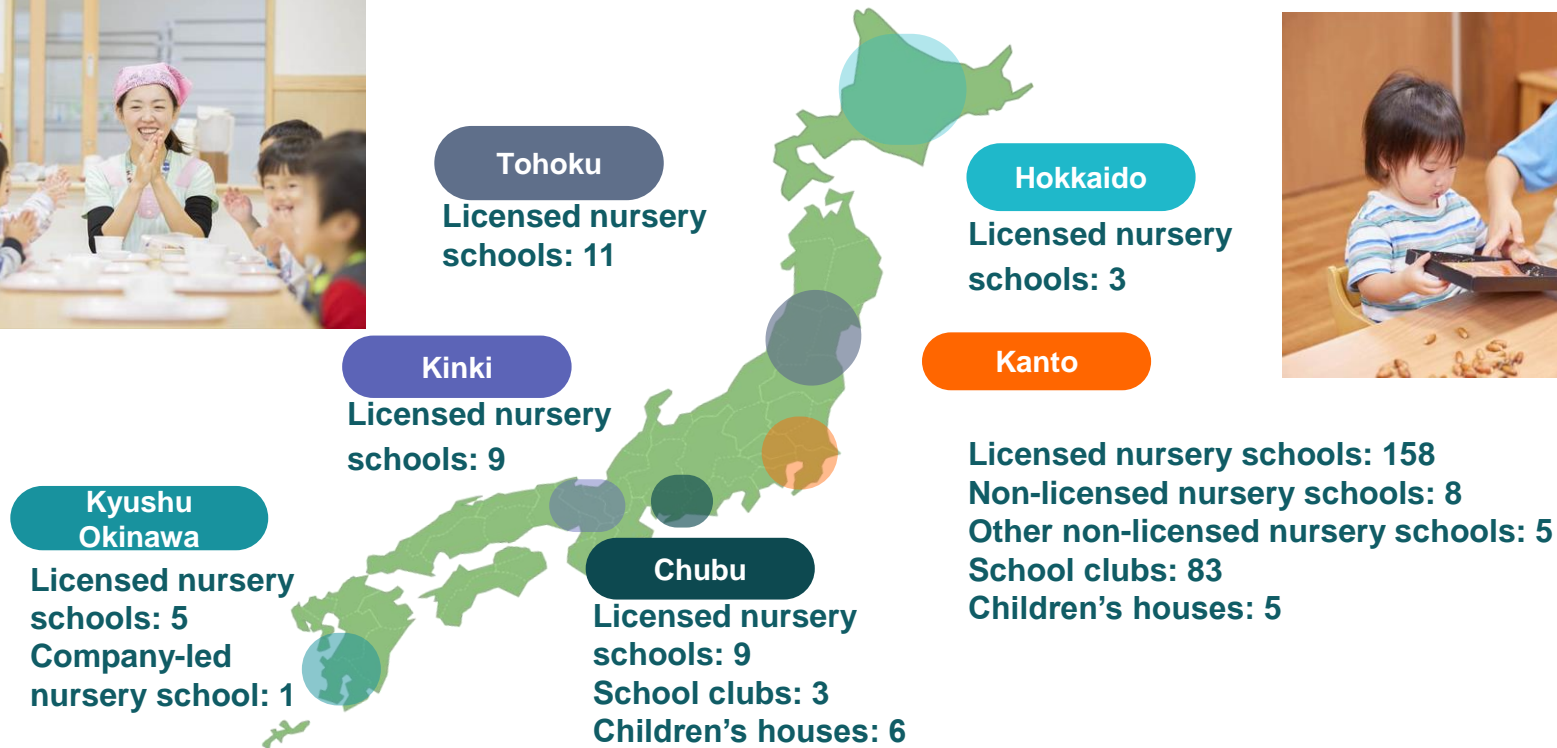 Tohoku
Licensed nursery
schools: 11
Hokkaido
Licensed nursery
schools: 3
Kinki
Licensed nursery
schools: 9
Kanto
Licensed nursery schools: 158
Non-licensed nursery schools: 8
Other non-licensed nursery schools: 5
School clubs: 83
Children’s houses: 5
Kyushu
Okinawa
Licensed nursery
schools: 5
Company-led
nursery school: 1
Chubu
Licensed nursery
schools: 9
School clubs: 3
Children’s houses: 6